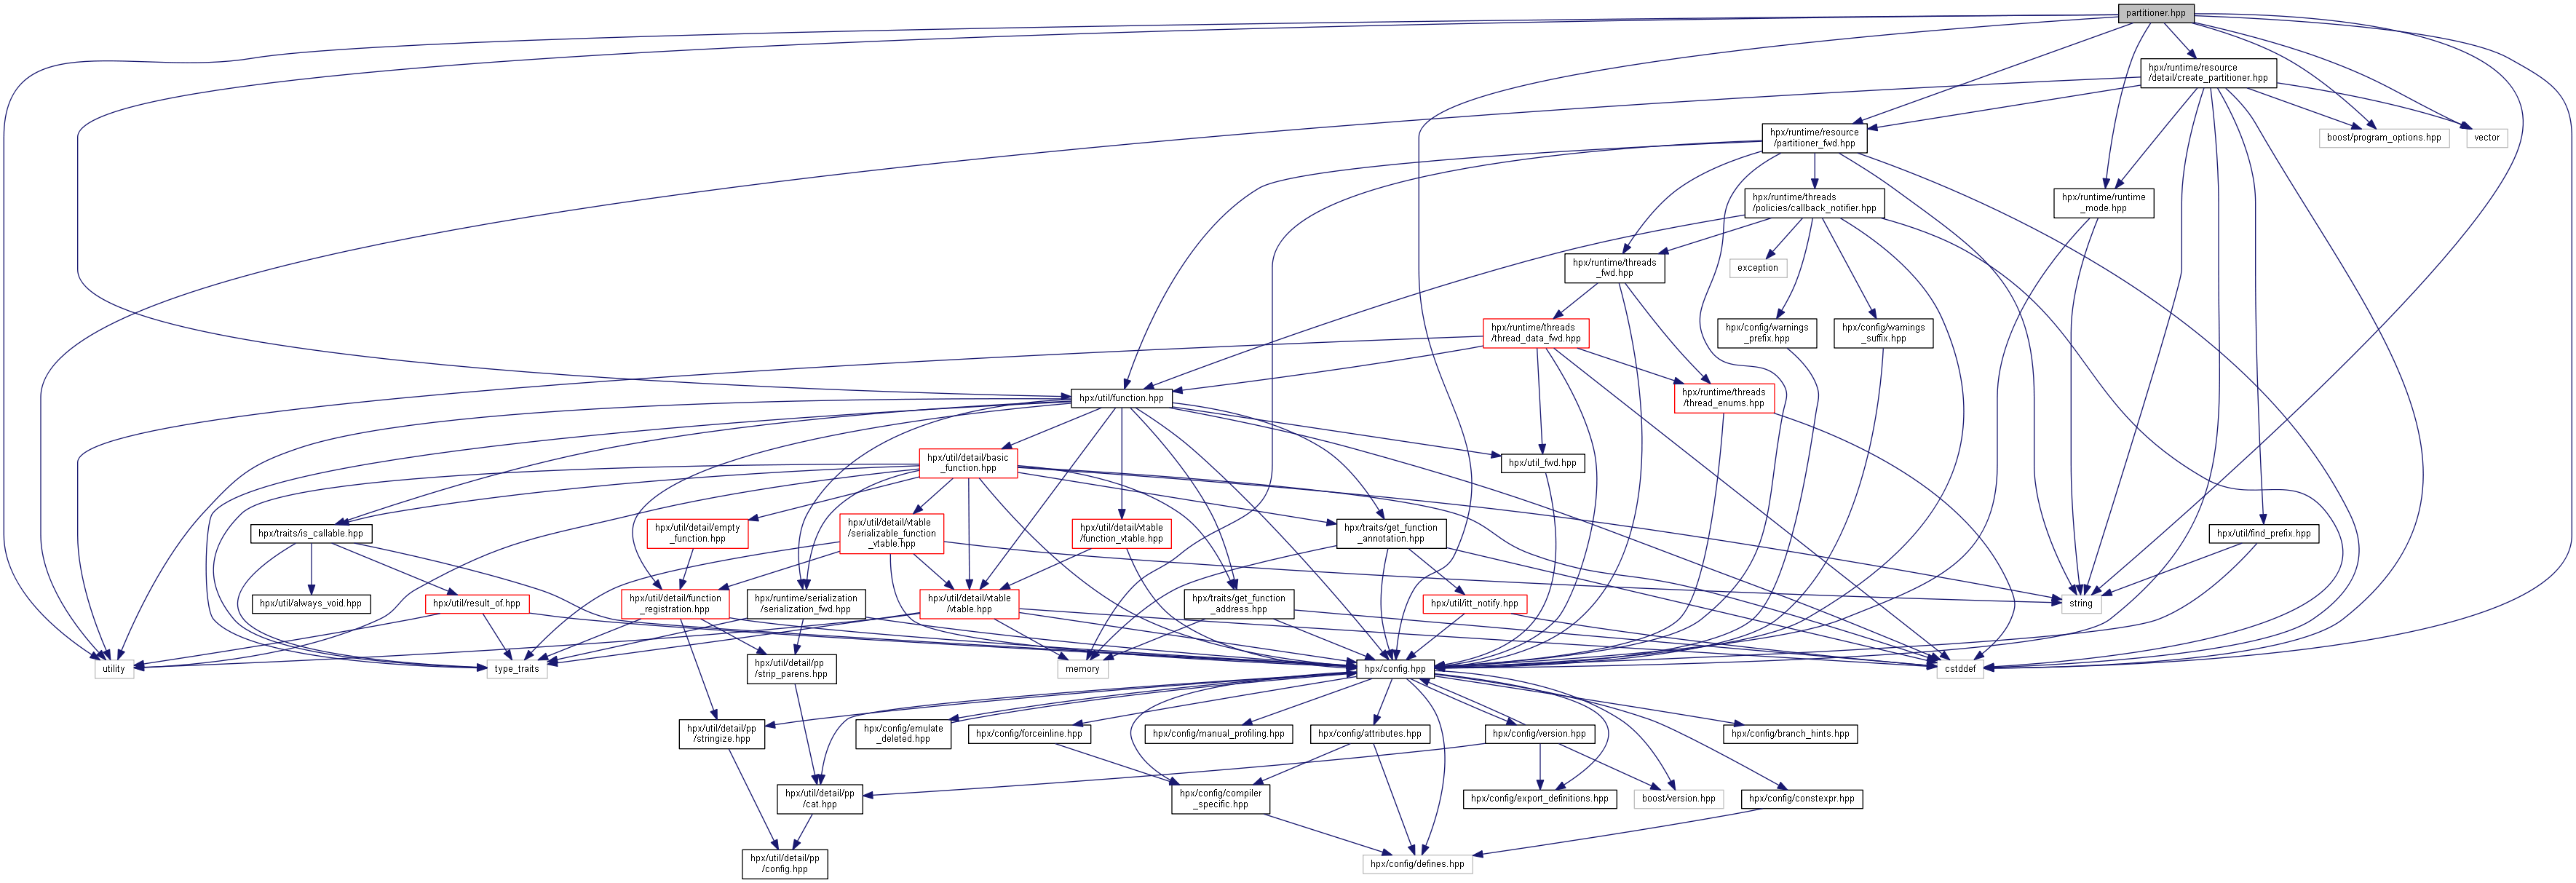 partitioner.hpp
hpx/runtime/resource
/detail/create_partitioner.hpp
hpx/runtime/resource
/partitioner_fwd.hpp
boost/program_options.hpp
vector
hpx/runtime/threads
/policies/callback_notifier.hpp
hpx/runtime/runtime
_mode.hpp
hpx/runtime/threads
_fwd.hpp
exception
hpx/runtime/threads
/thread_data_fwd.hpp
hpx/config/warnings
_prefix.hpp
hpx/config/warnings
_suffix.hpp
hpx/util/function.hpp
hpx/runtime/threads
/thread_enums.hpp
hpx/util/detail/basic
_function.hpp
hpx/util_fwd.hpp
hpx/traits/is_callable.hpp
hpx/util/detail/empty
_function.hpp
hpx/util/detail/vtable
/serializable_function
_vtable.hpp
hpx/util/detail/vtable
/function_vtable.hpp
hpx/traits/get_function
_annotation.hpp
hpx/util/find_prefix.hpp
hpx/util/always_void.hpp
hpx/util/result_of.hpp
hpx/util/detail/function
_registration.hpp
hpx/runtime/serialization
/serialization_fwd.hpp
hpx/util/detail/vtable
/vtable.hpp
hpx/traits/get_function
_address.hpp
hpx/util/itt_notify.hpp
string
utility
type_traits
hpx/util/detail/pp
/strip_parens.hpp
memory
hpx/config.hpp
cstddef
hpx/util/detail/pp
/stringize.hpp
hpx/config/emulate
_deleted.hpp
hpx/config/forceinline.hpp
hpx/config/manual_profiling.hpp
hpx/config/attributes.hpp
hpx/config/version.hpp
hpx/config/branch_hints.hpp
hpx/util/detail/pp
/cat.hpp
hpx/config/compiler
_specific.hpp
hpx/config/export_definitions.hpp
boost/version.hpp
hpx/config/constexpr.hpp
hpx/util/detail/pp
/config.hpp
hpx/config/defines.hpp